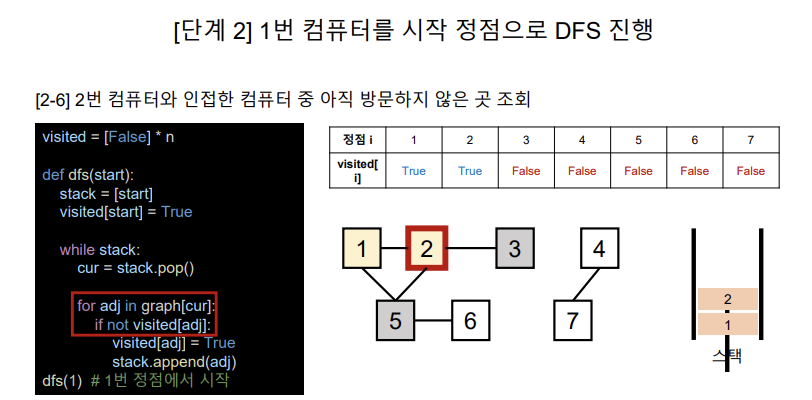 [단계 2] 1번 컴퓨터를 시작 정점으로 DFS 진행
[2-6] 2번 컴퓨터와 인접한 컴퓨터 중 아직 방문하지 않은 곳 조회
visited = [False] * n
def dfs(start):
    stack = [start]
    visited[start] = True
    while stack:
        cur = stack.pop()
        for adj in graph[cur]:
            if not visited[adj]:
                visited[adj] = True
                stack.append(adj)
dfs(1)  # 1번 정점에서 시작
정점 i 1 2 3 4 5 6 7
visited[
i] True True False False False False False
1 2 3 4
5 6 7
2
1
스택